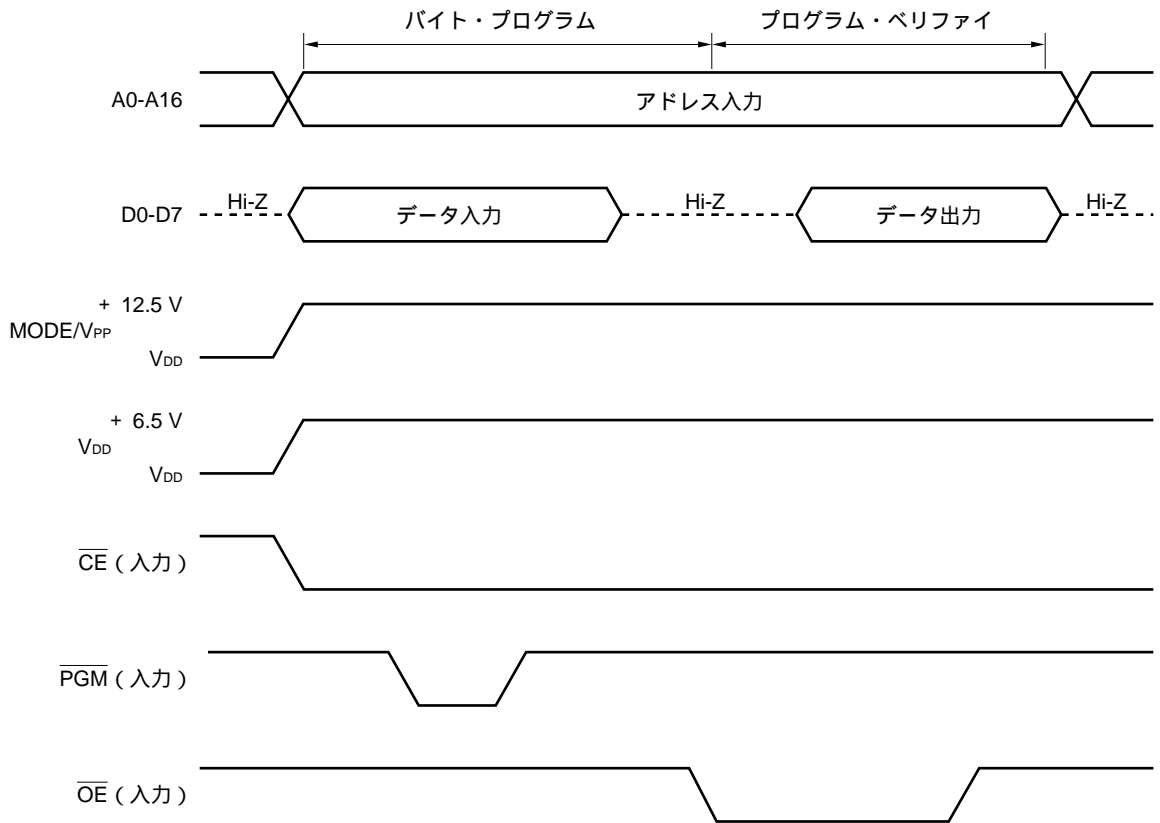 バイト・プログラム プログラム・ベリファイ
A0-A16 アドレス入力
D0-D7 Hi-Z データ入力 Hi-Z データ出力 Hi-Z
+ 12.5 V
MODE/VPP
VDD
+ 6.5 V
VDD
VDD
CE（入力）
PGM（入力）
OE（入力）